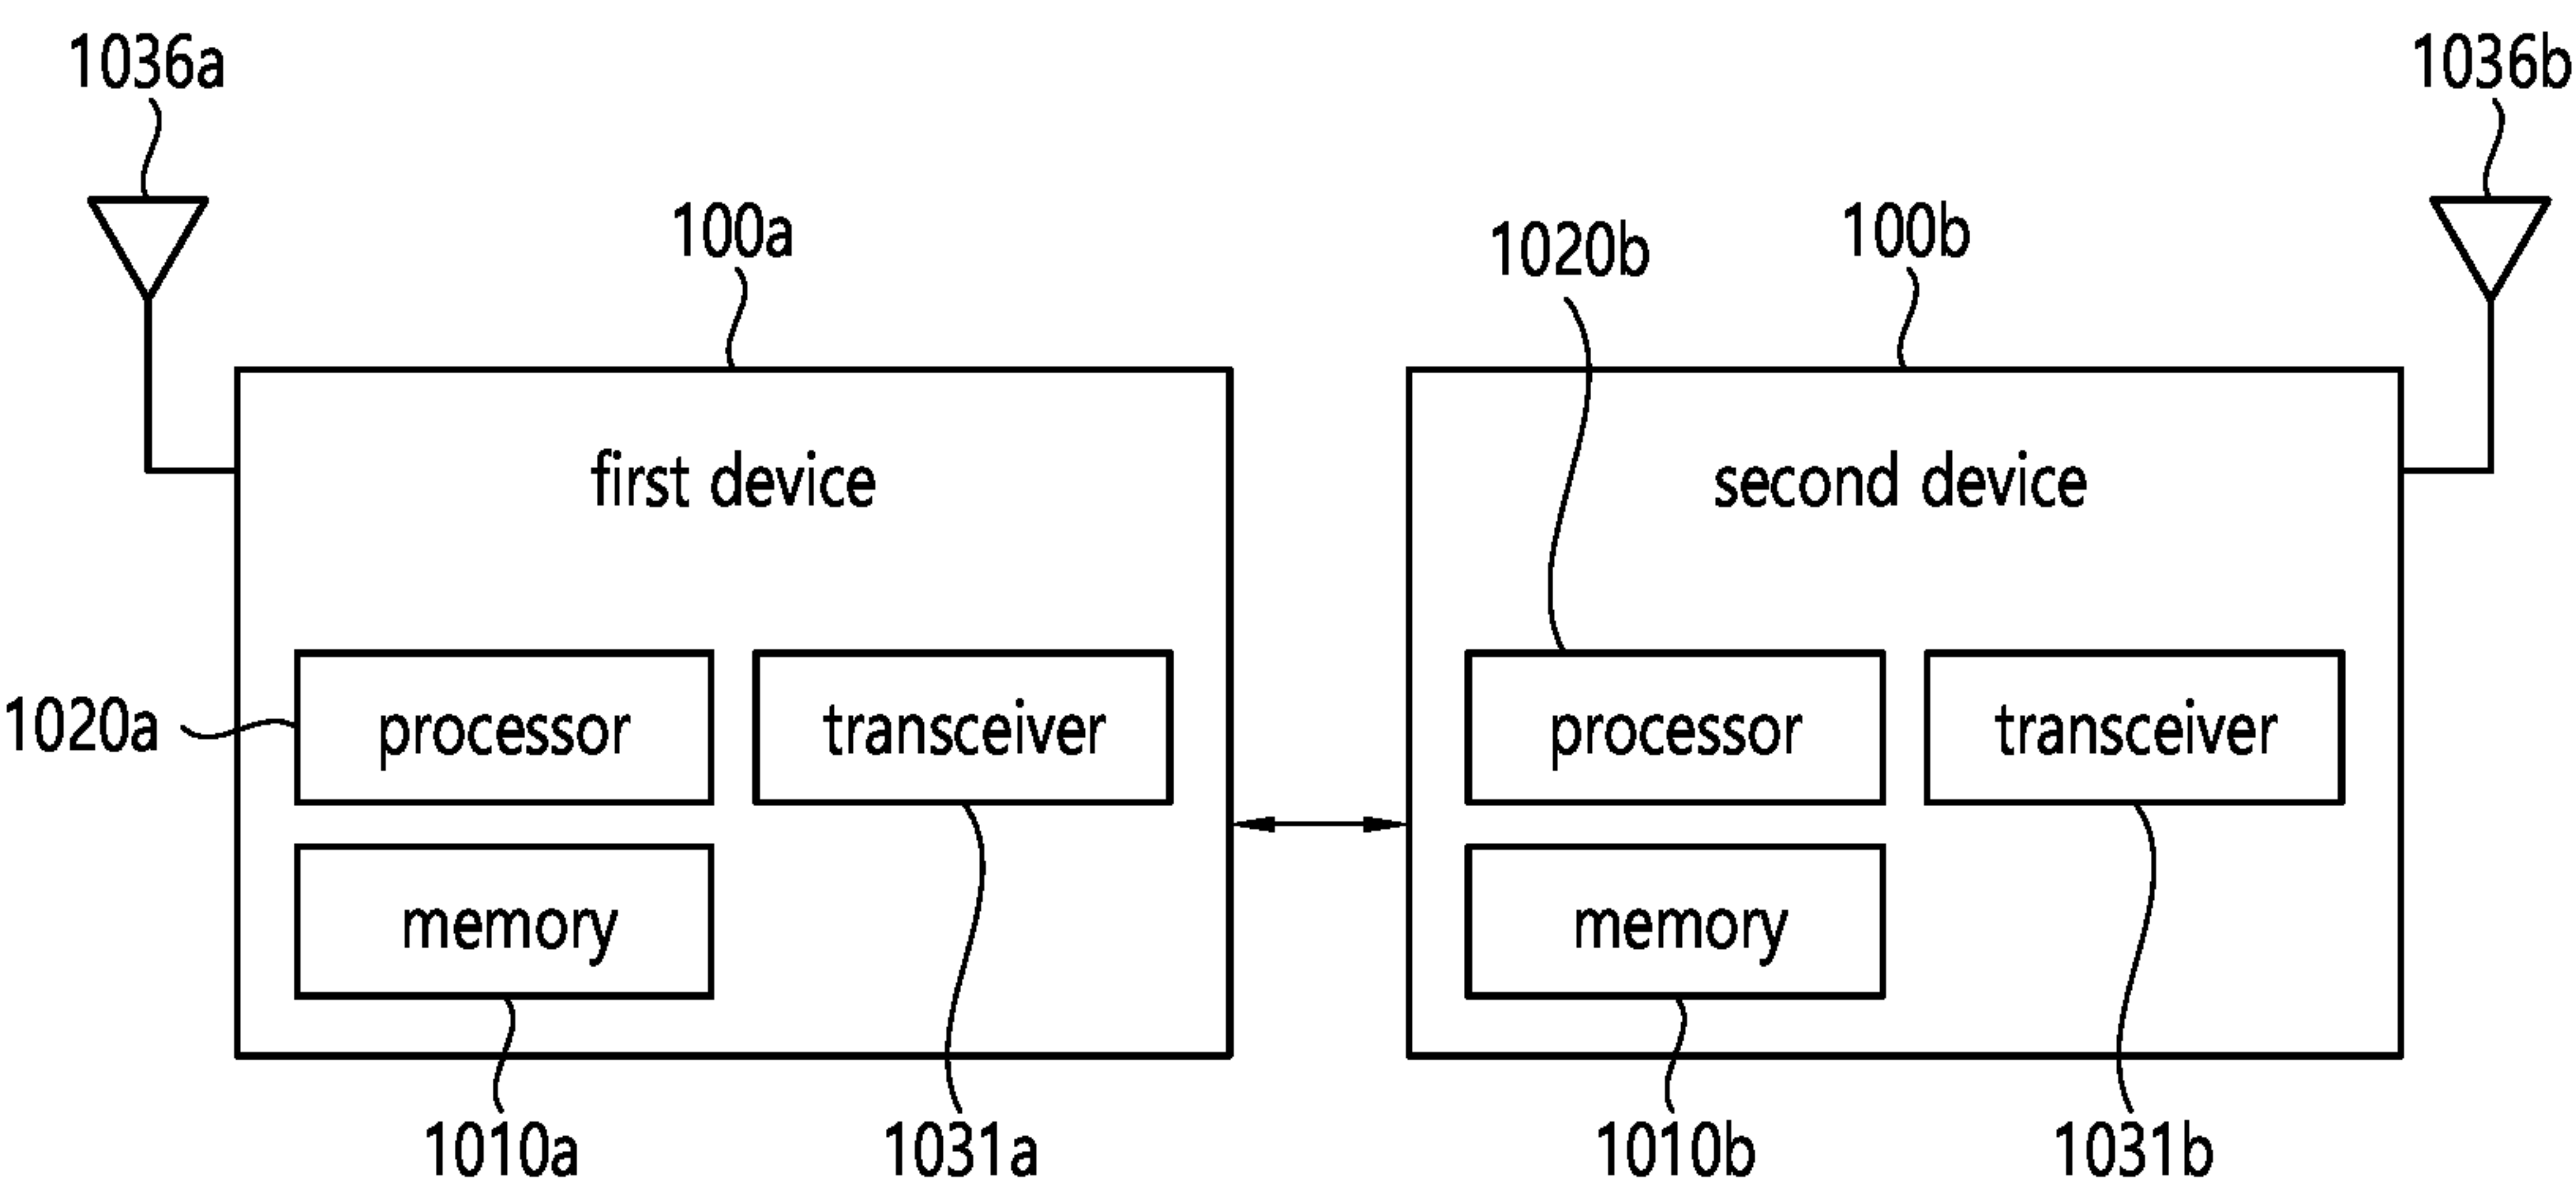 1036a
1036b
100a
1020b
100b
first device
second device
1020a
processor
transceiver
processor
transceiver
memory
memory
1010a
1031a
1010b
1031b